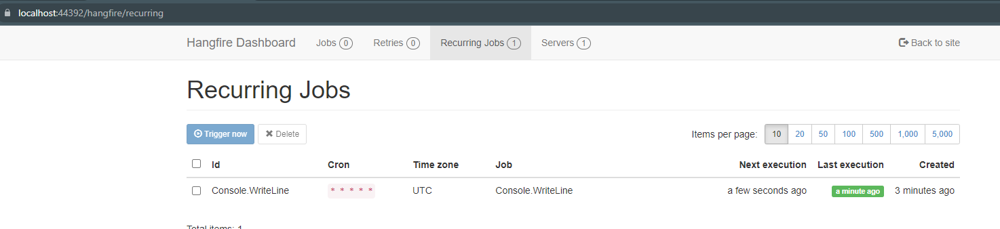 localhost:44392/hangfire/recurring
Hangfire Dashboard Jobs 0 Retries 0 Recurring Jobs 1 Servers 1 Back to site
Recurring Jobs
Trigger now Delete Items per page: 10 20 50 100 500 1,000 5,000
Id Cron Time zone Job Next execution Last execution Created
Console.WriteLine * * * * * UTC Console.WriteLine a few seconds ago a minute ago 3 minutes ago
Total items: 1